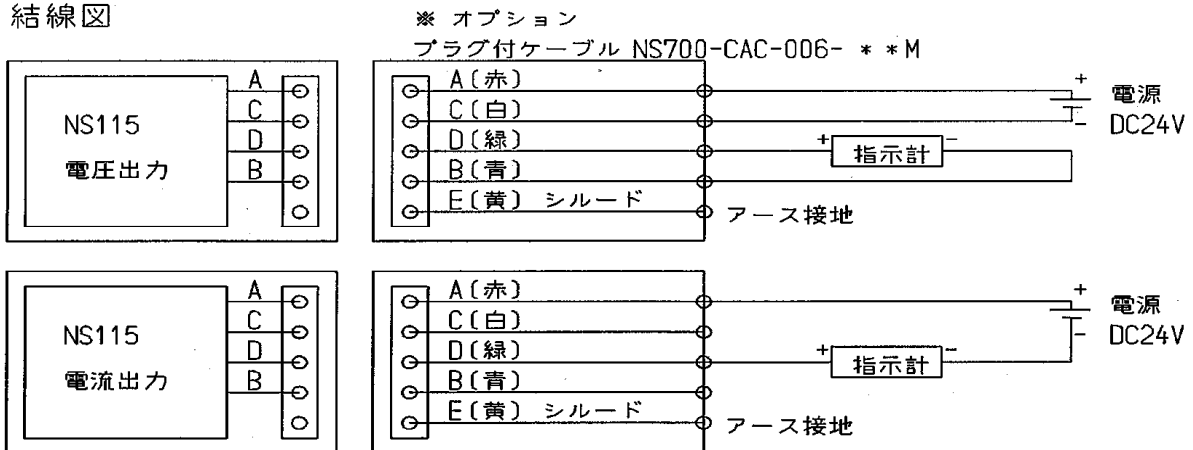 結線図
※ オプション
プラグ付ケーブル NS700-CAC-006-**M
NS115
電圧出力
A
C
D
B
A(赤)
C(白)
D(緑)
B(青)
E(黄) シルード
+ 指示計 -
アース接地
+
-
電源
DC24V
NS115
電流出力
A
C
D
B
A(赤)
C(白)
D(緑)
B(青)
E(黄) シルード
+ 指示計 -
アース接地
+
-
電源
DC24V